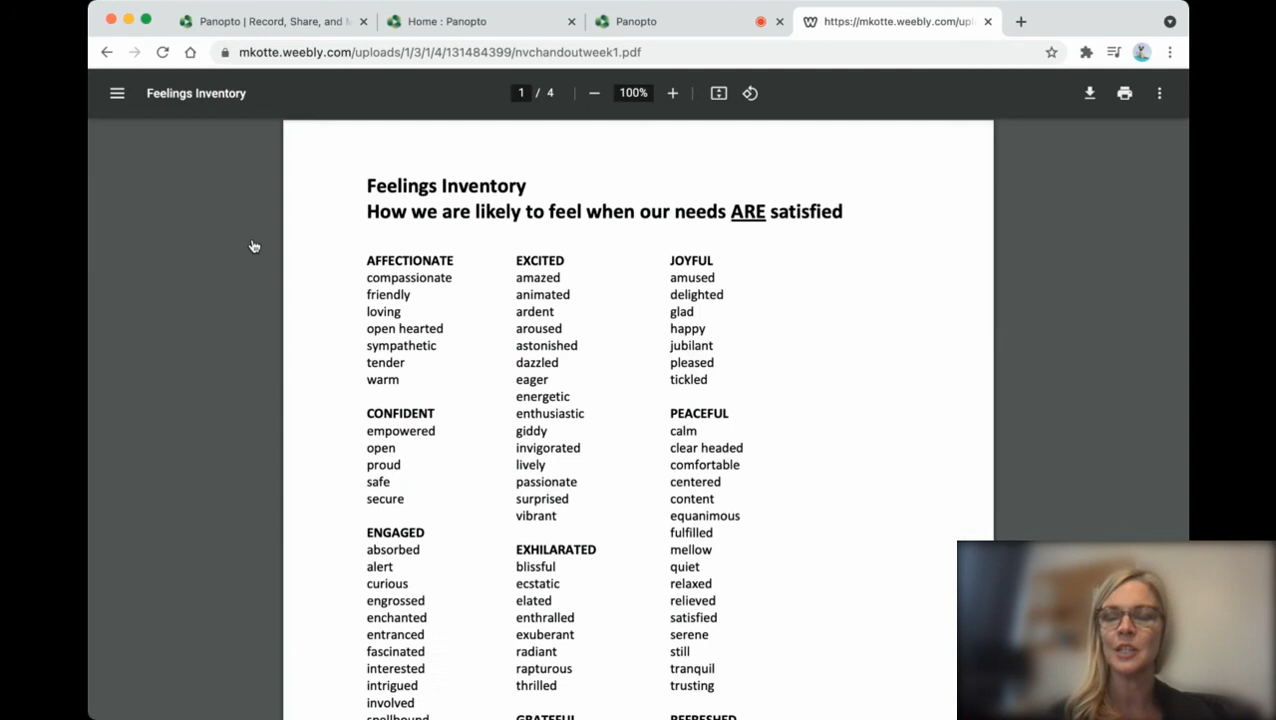 Panopto | Record, Share, and M
Home : Panopto
Panopto
https://mkotte.weebly.com/upl
mkotte.weebly.com/uploads/1/3/1/4/131484399/nvchandoutweek1.pdf
Feelings Inventory
1 / 4
100%
Feelings Inventory
How we are likely to feel when our needs ARE satisfied
AFFECTIONATE
compassionate
friendly
loving
open hearted
sympathetic
tender
warm
CONFIDENT
empowered
open
proud
safe
secure
ENGAGED
absorbed
alert
curious
engrossed
enchanted
entranced
fascinated
interested
intrigued
involved
spellbound
EXCITED
amazed
animated
ardent
aroused
astonished
dazzled
eager
energetic
enthusiastic
giddy
invigorated
lively
passionate
surprised
vibrant
EXHILARATED
blissful
ecstatic
elated
enthralled
exuberant
radiant
rapturous
thrilled
GRATEFUL
JOYFUL
amused
delighted
glad
happy
jubilant
pleased
tickled
PEACEFUL
calm
clear headed
comfortable
centered
content
equanimous
fulfilled
mellow
quiet
relaxed
relieved
satisfied
serene
still
tranquil
trusting
REFRESHED